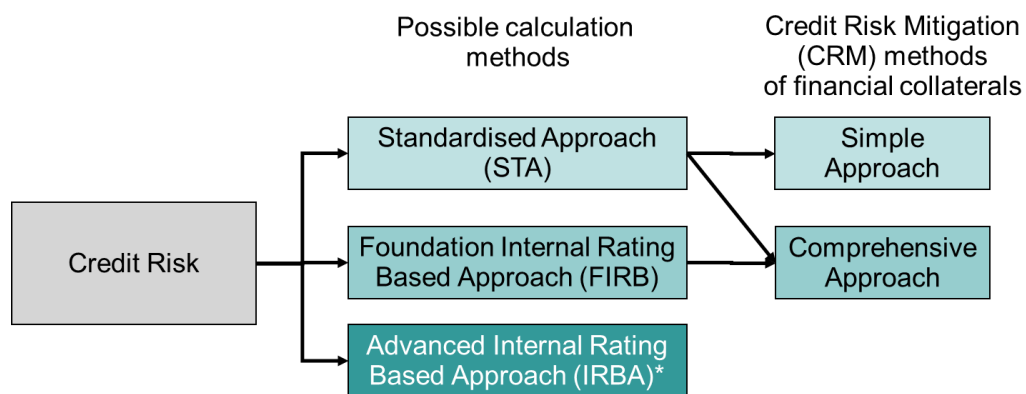 Possible calculation
methods
Credit Risk Mitigation
(CRM) methods
of financial collaterals
Standardised Approach
(STA)
Simple
Approach
Credit Risk
Foundation Internal Rating
Based Approach (FIRB)
Comprehensive
Approach
Advanced Internal Rating
Based Approach (IRBA)*